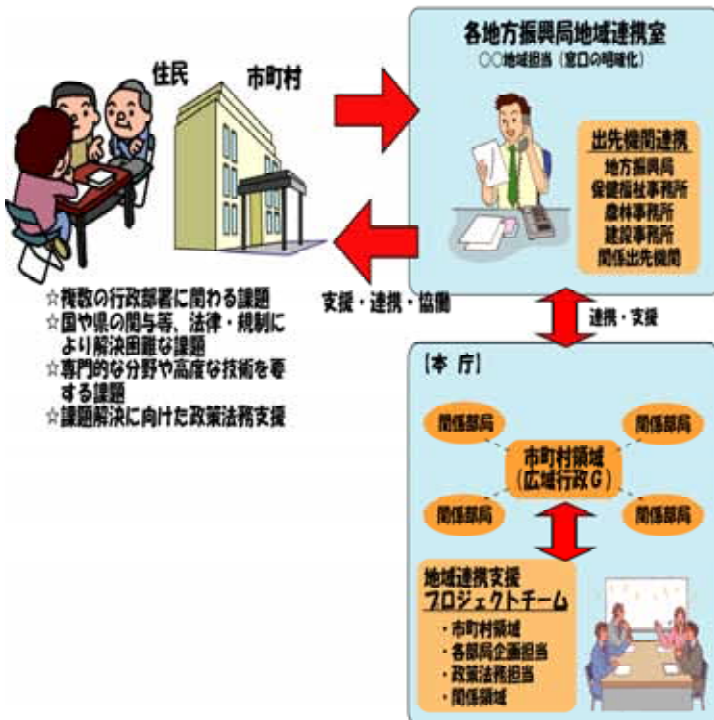 住民
市町村
☆複数の行政部署に関わる課題
☆国や県の関与等、法律・規制に
より解決困難な課題
☆専門的な分野や高度な技術を要
する課題
☆課題解決に向けた政策法務支援
支援・連携・協働
各地方振興局地域連携室
○○地域担当（窓口の明確化）
出先機関連携
地方振興局
保健福祉事務所
農林事務所
建設事務所
関係出先機関
連携・支援
【本 庁】
関係部局
関係部局
市町村領域
（広域行政Ｇ）
関係部局
関係部局
地域連携支援
プロジェクトチーム
・市町村領域
・各部局企画担当
・政策法務担当
・関係領域